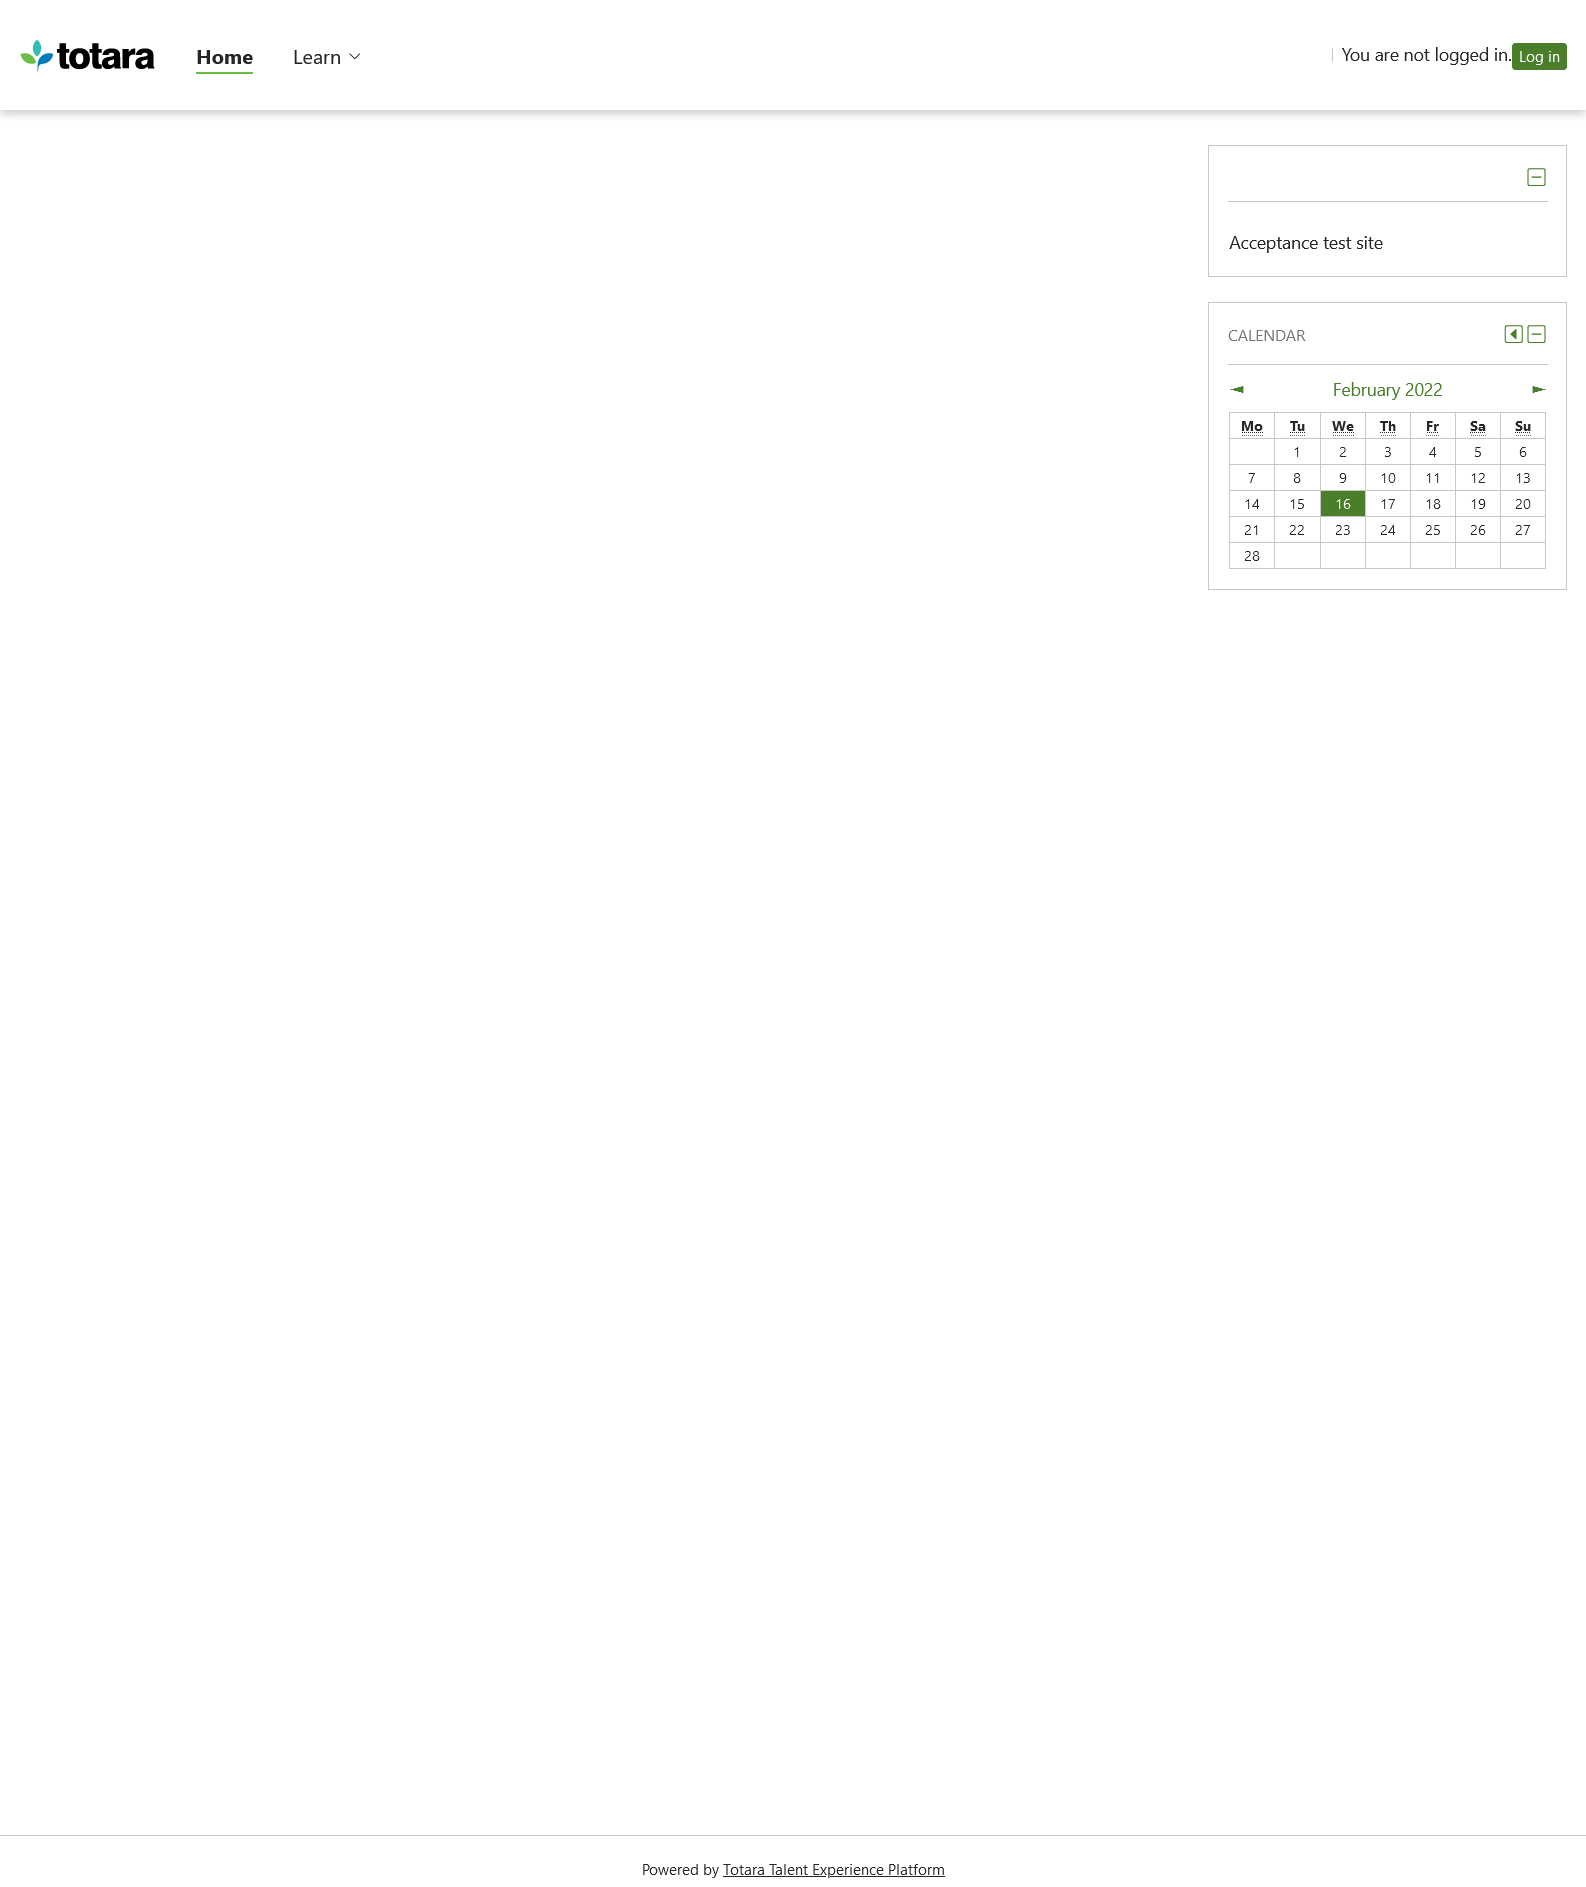 totara
Home
Learn
You are not logged in. Log in
Acceptance test site
CALENDAR
◄ February 2022 ►
Mo Tu We Th Fr Sa Su
1 2 3 4 5 6
7 8 9 10 11 12 13
14 15 16 17 18 19 20
21 22 23 24 25 26 27
28
Powered by Totara Talent Experience Platform